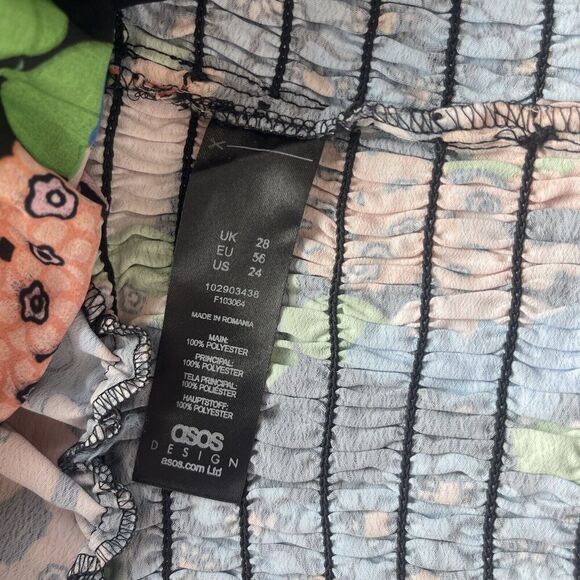 UK 28
EU 56
US 24
102903438
F103064
MADE IN ROMANIA
MAIN:
100% POLYESTER
PRINCIPAL:
100% POLYESTER
TELA PRINCIPAL:
100% POLIÉSTER
HAUPTSTOFF:
100% POLYESTER
asos
DESIGN
asos.com Ltd